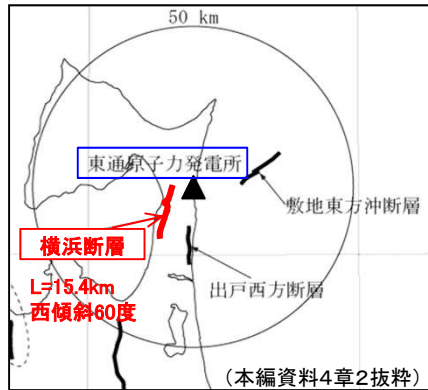 50 km
東通原子力発電所
敷地東方沖断層
横浜断層
L=15.4km
西傾斜60度
出戸西方断層
(本編資料4章2抜粋)